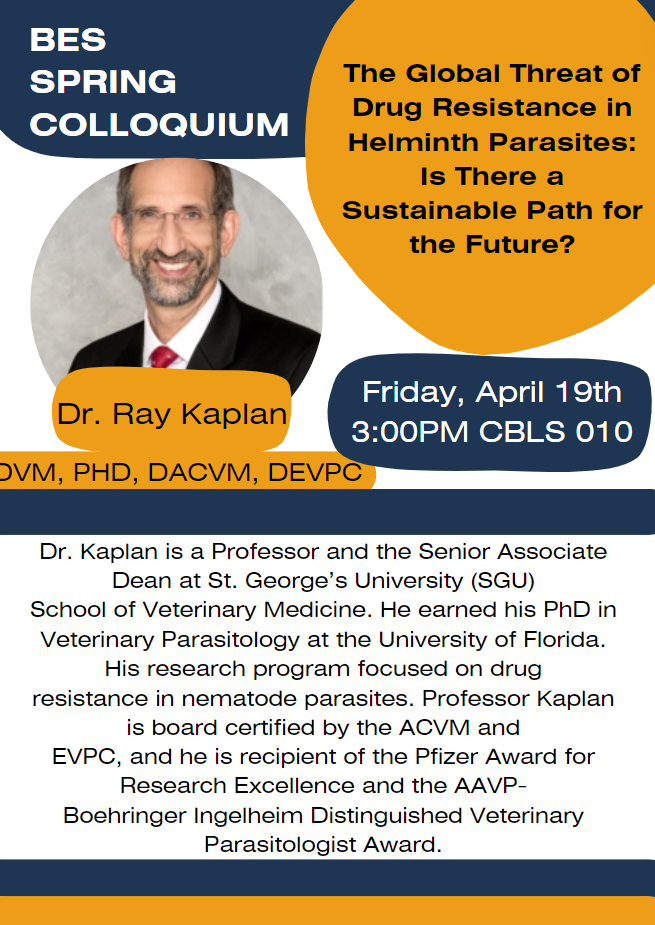 BES
SPRING
COLLOQUIUM
The Global Threat of
Drug Resistance in
Helminth Parasites:
Is There a
Sustainable Path for
the Future?
Dr. Ray Kaplan
DVM, PHD, DACVM, DEVPC
Friday, April 19th
3:00PM CBLS 010
Dr. Kaplan is a Professor and the Senior Associate
Dean at St. George’s University (SGU)
School of Veterinary Medicine. He earned his PhD in
Veterinary Parasitology at the University of Florida.
His research program focused on drug
resistance in nematode parasites. Professor Kaplan
is board certified by the ACVM and
EVPC, and he is recipient of the Pfizer Award for
Research Excellence and the AAVP-
Boehringer Ingelheim Distinguished Veterinary
Parasitologist Award.